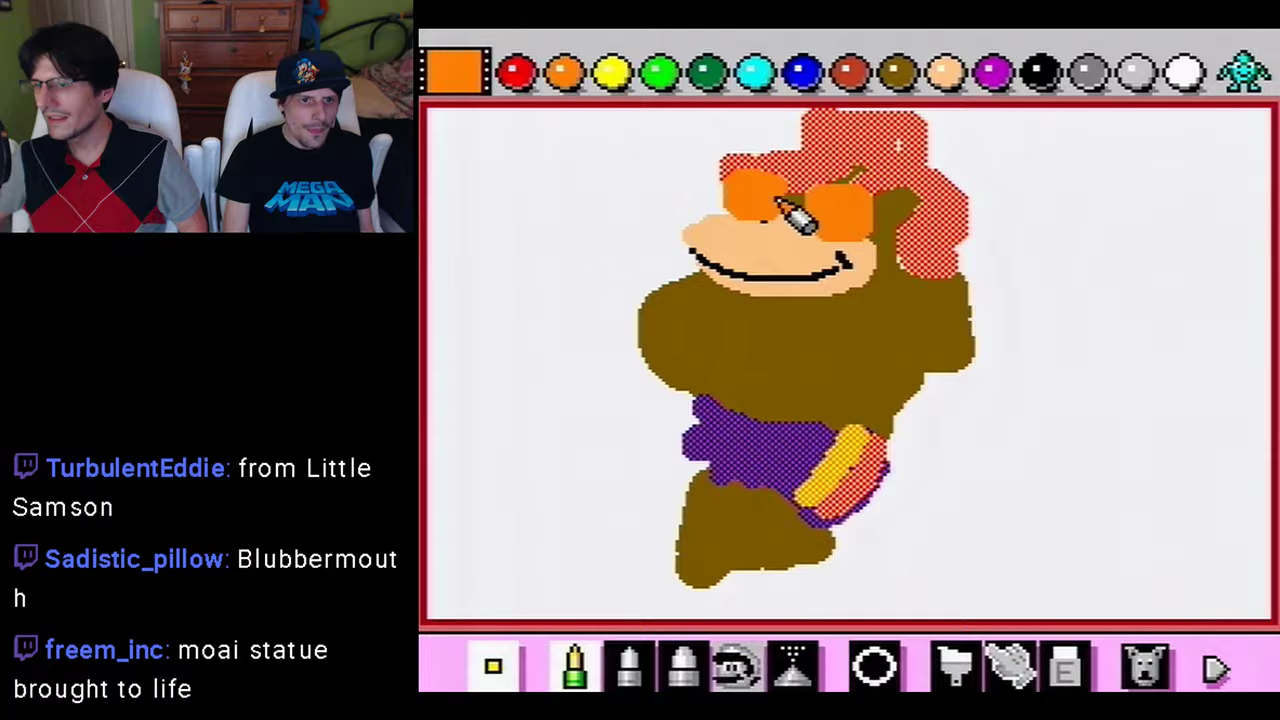 MEGA
MAN
TurbulentEddie: from Little
Samson
Sadistic_pillow: Blubbermout
h
freem_inc: moai statue
brought to life
E